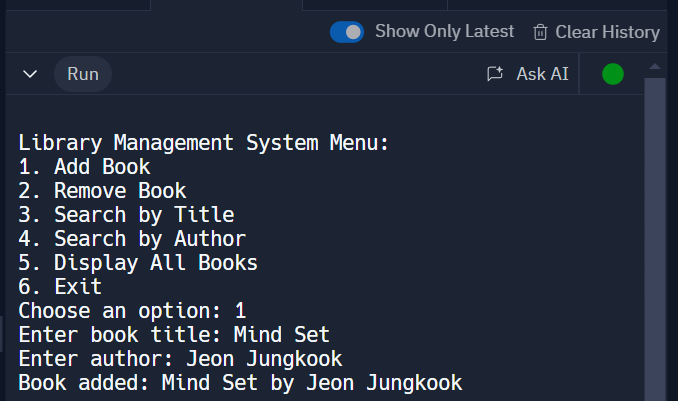 Show Only Latest Clear History
Run Ask AI
Library Management System Menu:
1. Add Book
2. Remove Book
3. Search by Title
4. Search by Author
5. Display All Books
6. Exit
Choose an option: 1
Enter book title: Mind Set
Enter author: Jeon Jungkook
Book added: Mind Set by Jeon Jungkook